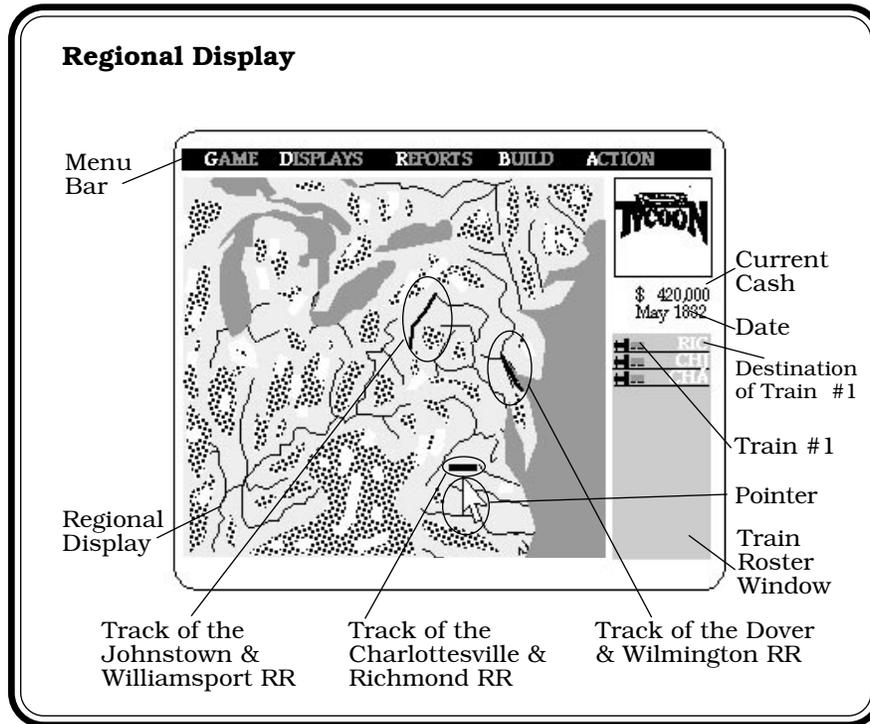 Regional Display
Menu
Bar
GAME DISPLAYS REPORTS BUILD ACTION
TYCOON
Current
Cash
$ 420,000
May 1882
Date
RIC
CHI
CHA
Destination
of Train #1
Train #1
Pointer
Regional
Display
Train
Roster
Window
Track of the
Johnstown &
Williamsport RR
Track of the
Charlottesville &
Richmond RR
Track of the Dover
& Wilmington RR